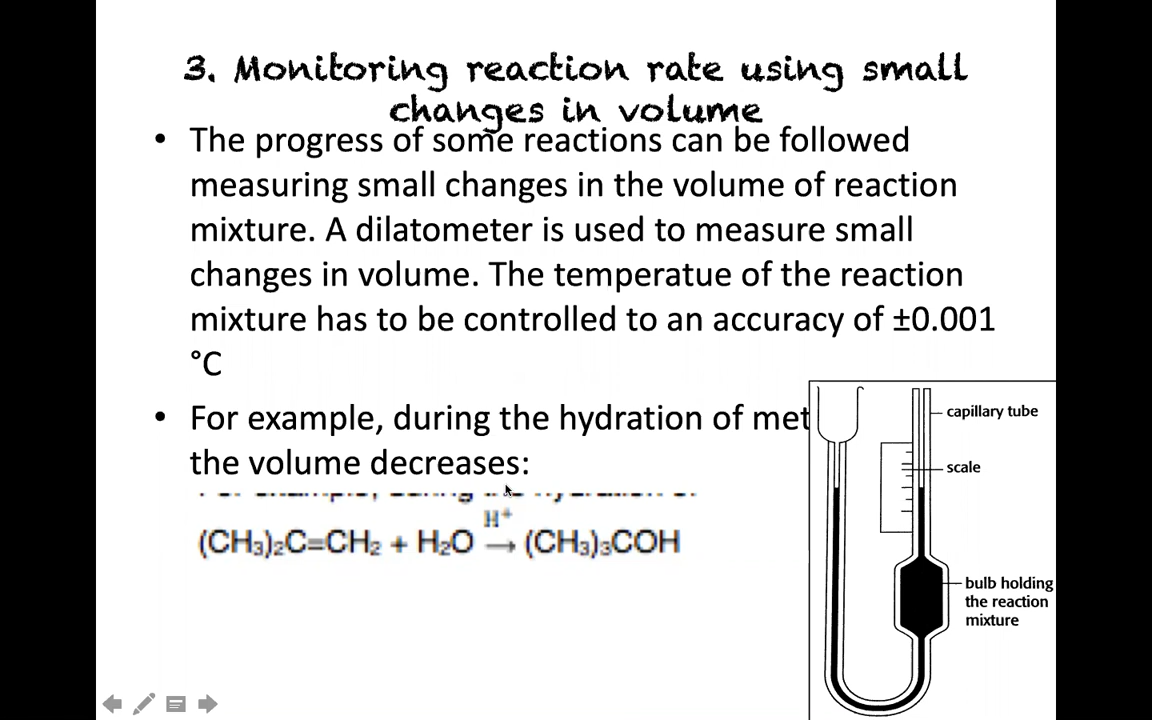 3. Monitoring reaction rate using small
changes in volume
• The progress of some reactions can be followed
measuring small changes in the volume of reaction
mixture. A dilatometer is used to measure small
changes in volume. The temperatue of the reaction
mixture has to be controlled to an accuracy of ±0.001
°C
• For example, during the hydration of met
the volume decreases:
H⁺
(CH₃)₂C=CH₂ + H₂O → (CH₃)₃COH
capillary tube
scale
bulb holding
the reaction
mixture